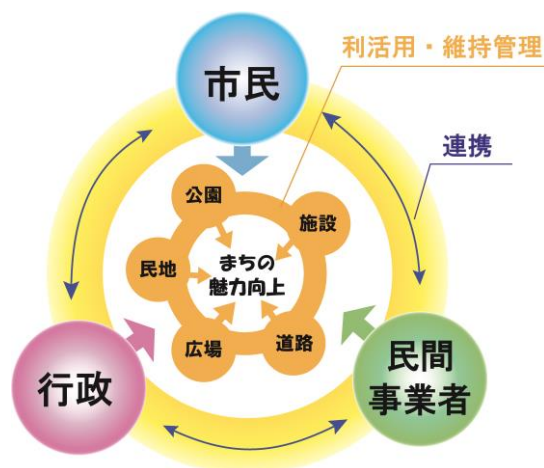 利活用・維持管理
市民
連携
公園
施設
民地
まちの
魅力向上
広場
道路
行政
民間
事業者